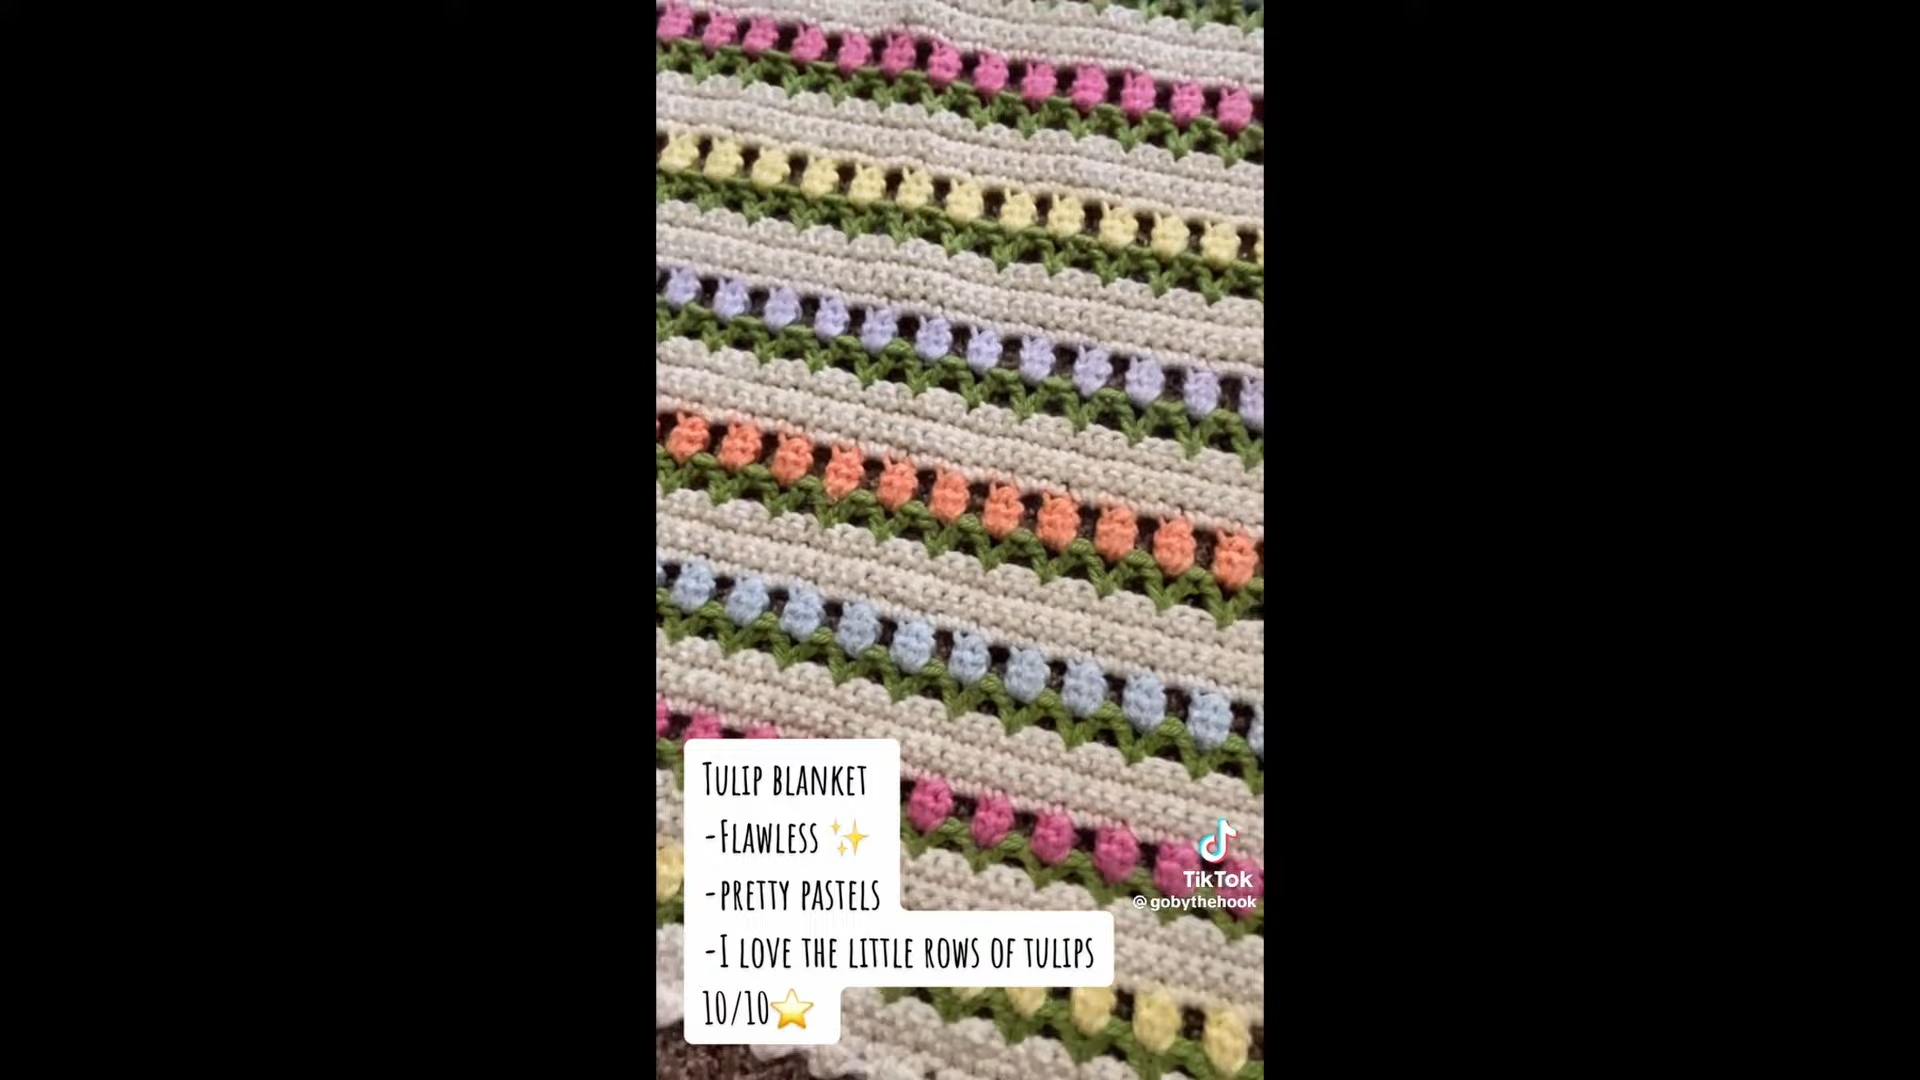 Tulip blanket
-Flawless ✨
-pretty pastels
-I love the little rows of tulips
10/10⭐
TikTok
@gobythehook